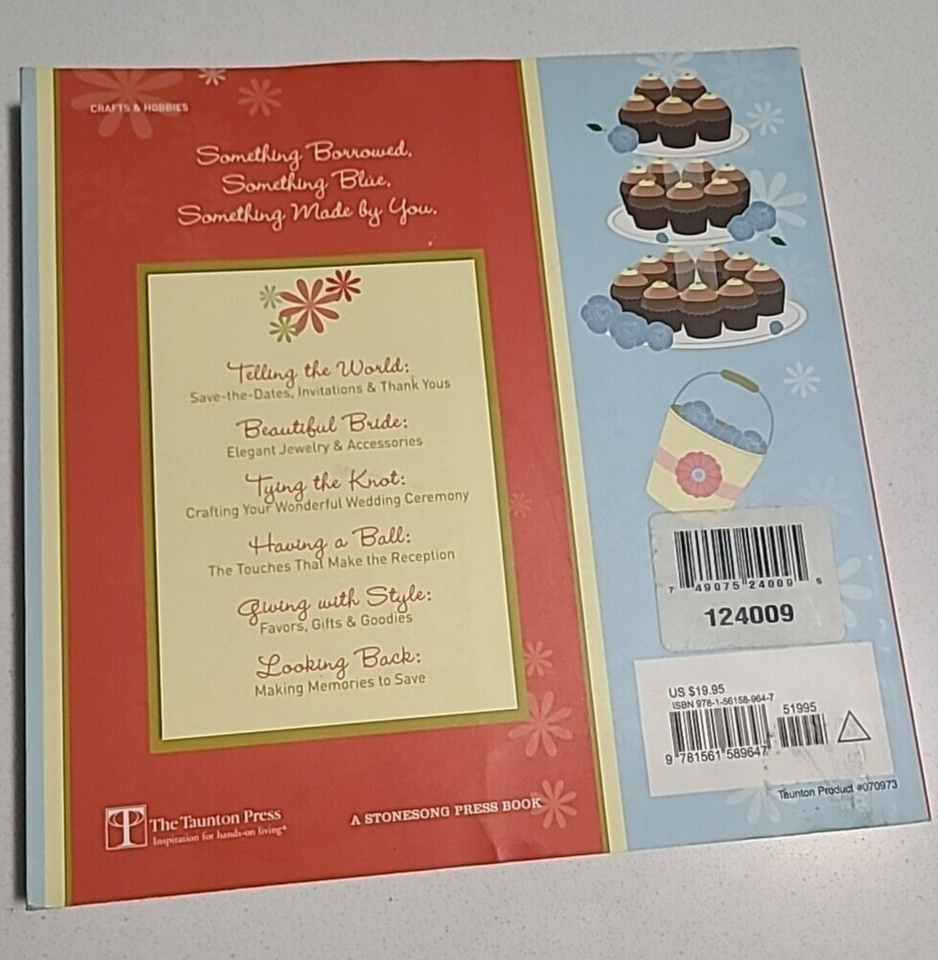 CRAFTS & HOBBIES
Something Borrowed,
Something Blue,
Something Made by You.
Telling the World:
Save-the-Dates, Invitations & Thank Yous
Beautiful Bride:
Elegant Jewelry & Accessories
Tying the Knot:
Crafting Your Wonderful Wedding Ceremony
Having a Ball:
The Touches That Make the Reception
Giving with Style:
Favors, Gifts & Goodies
Looking Back:
Making Memories to Save
The Taunton Press
Inspiration for hands-on living®
A STONESONG PRESS BOOK
7 49075 24009 6
124009
US $19.95
ISBN 978-1-56158-964-7
51995
9 781561 589647
Taunton Product #070973